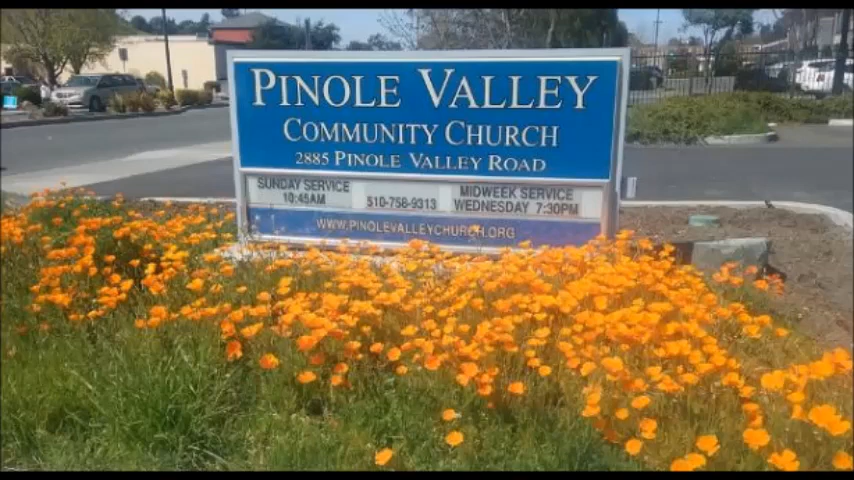 PINOLE VALLEY
COMMUNITY CHURCH
2885 PINOLE VALLEY ROAD
SUNDAY SERVICE
10:45AM
510-758-9313
MIDWEEK SERVICE
WEDNESDAY 7:30PM
WWW.PINOLEVALLEYCHURCH.ORG